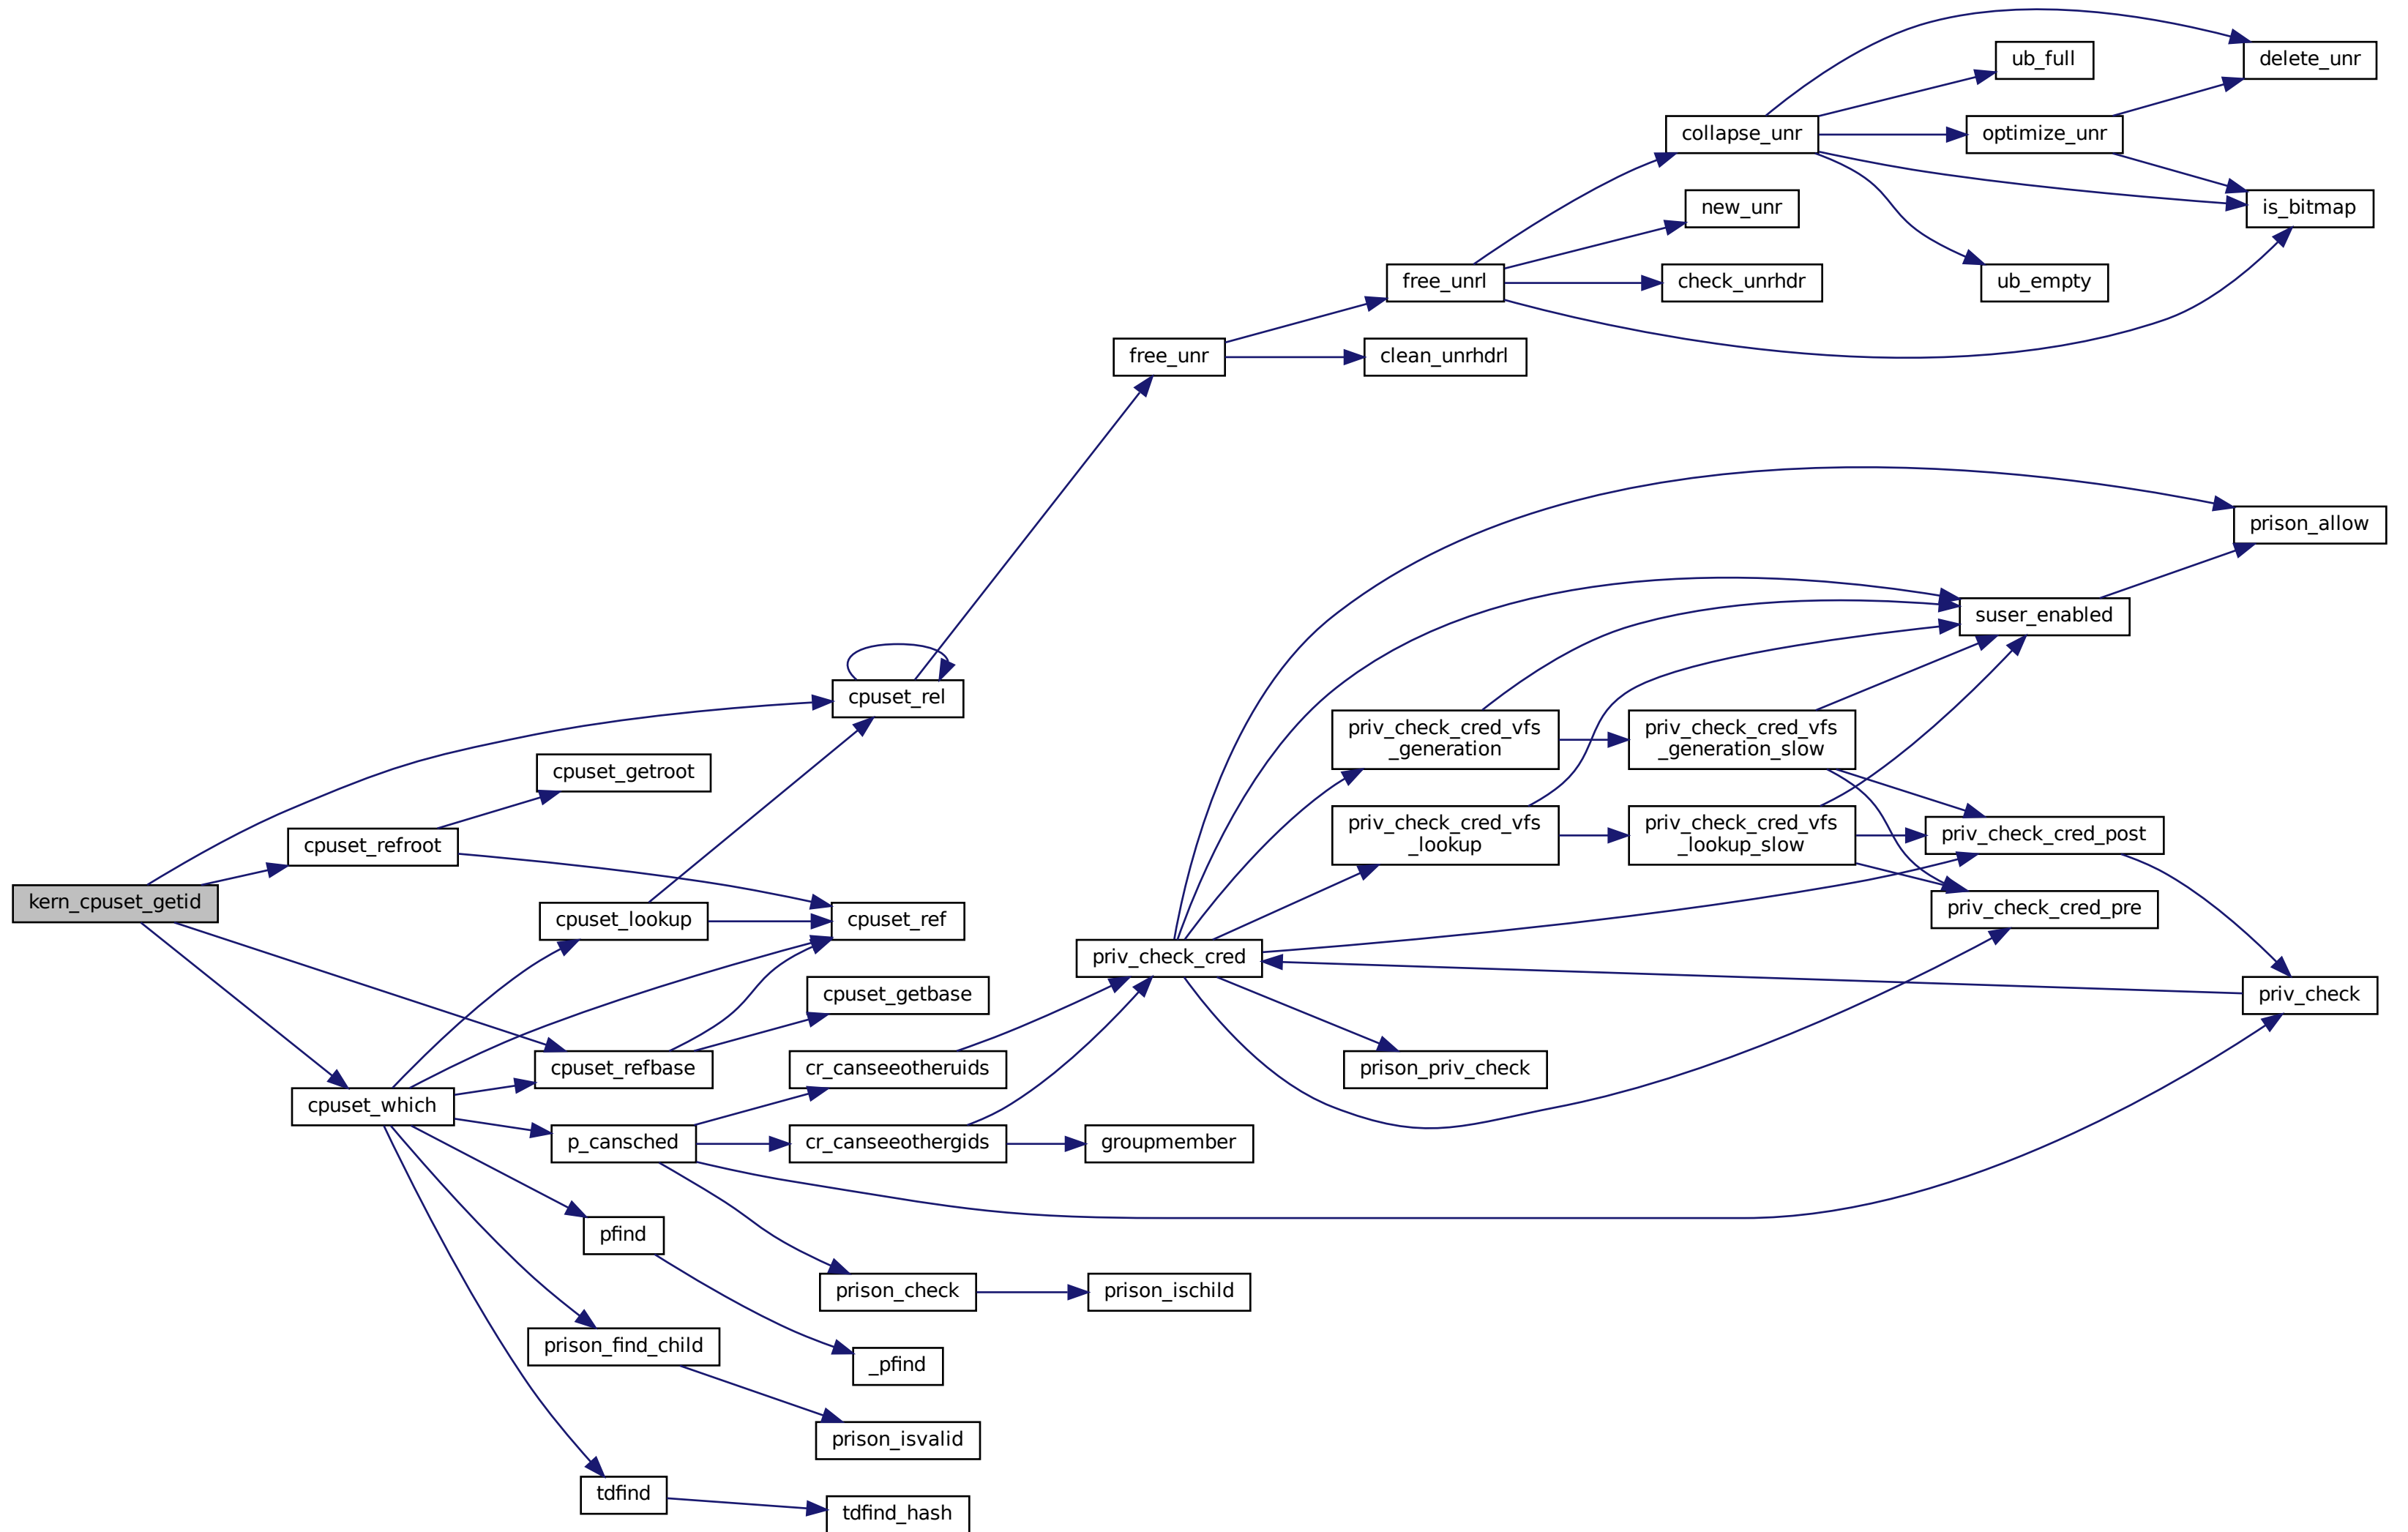 delete_unr
ub_full
collapse_unr
optimize_unr
new_unr
is_bitmap
free_unrl
check_unrhdr
ub_empty
free_unr
clean_unrhdrl
prison_allow
suser_enabled
cpuset_rel
priv_check_cred_vfs
_generation
priv_check_cred_vfs
_generation_slow
cpuset_getroot
priv_check_cred_vfs
_lookup
priv_check_cred_vfs
_lookup_slow
priv_check_cred_post
cpuset_refroot
kern_cpuset_getid
cpuset_lookup
cpuset_ref
priv_check_cred_pre
priv_check_cred
cpuset_getbase
priv_check
cpuset_refbase
cr_canseeotheruids
prison_priv_check
cpuset_which
p_cansched
cr_canseeothergids
groupmember
pfind
prison_check
prison_ischild
prison_find_child
_pfind
prison_isvalid
tdfind
tdfind_hash